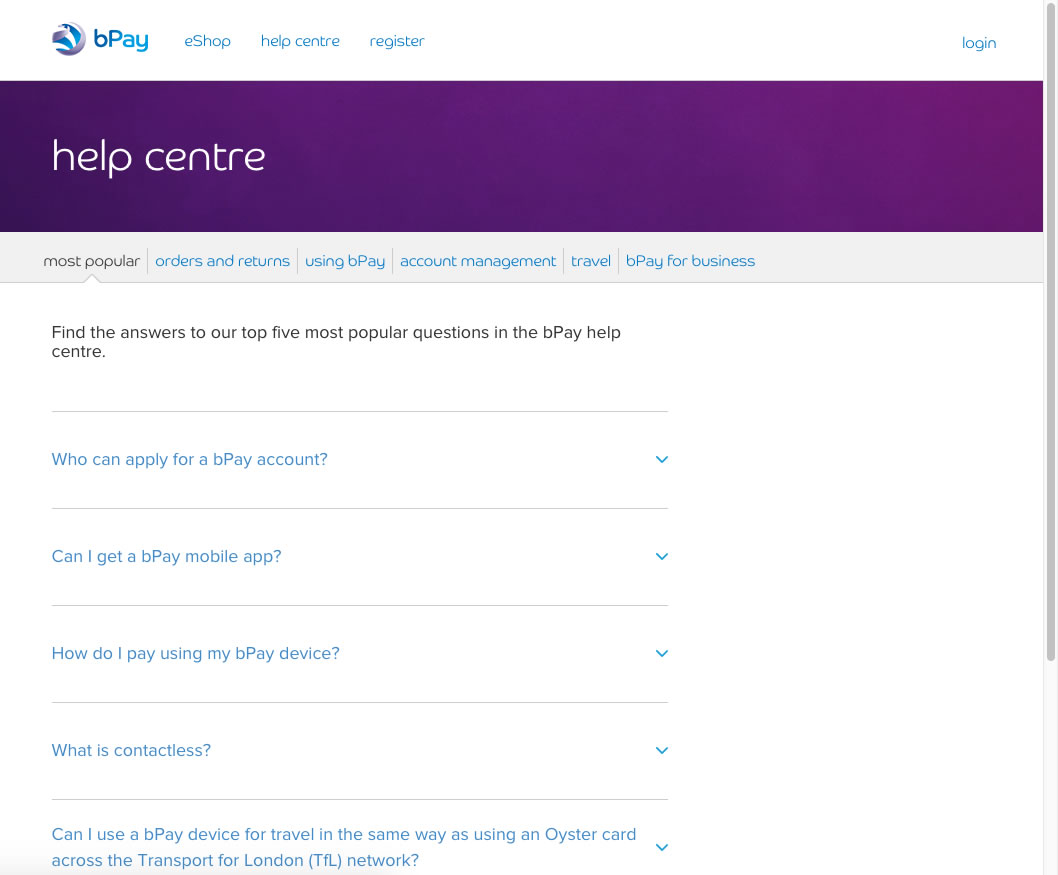 bPay
eShop
help centre
register
login
help centre
most popular
orders and returns
using bPay
account management
travel
bPay for business
Find the answers to our top five most popular questions in the bPay help
centre.
Who can apply for a bPay account?
Can I get a bPay mobile app?
How do I pay using my bPay device?
What is contactless?
Can I use a bPay device for travel in the same way as using an Oyster card
across the Transport for London (TfL) network?